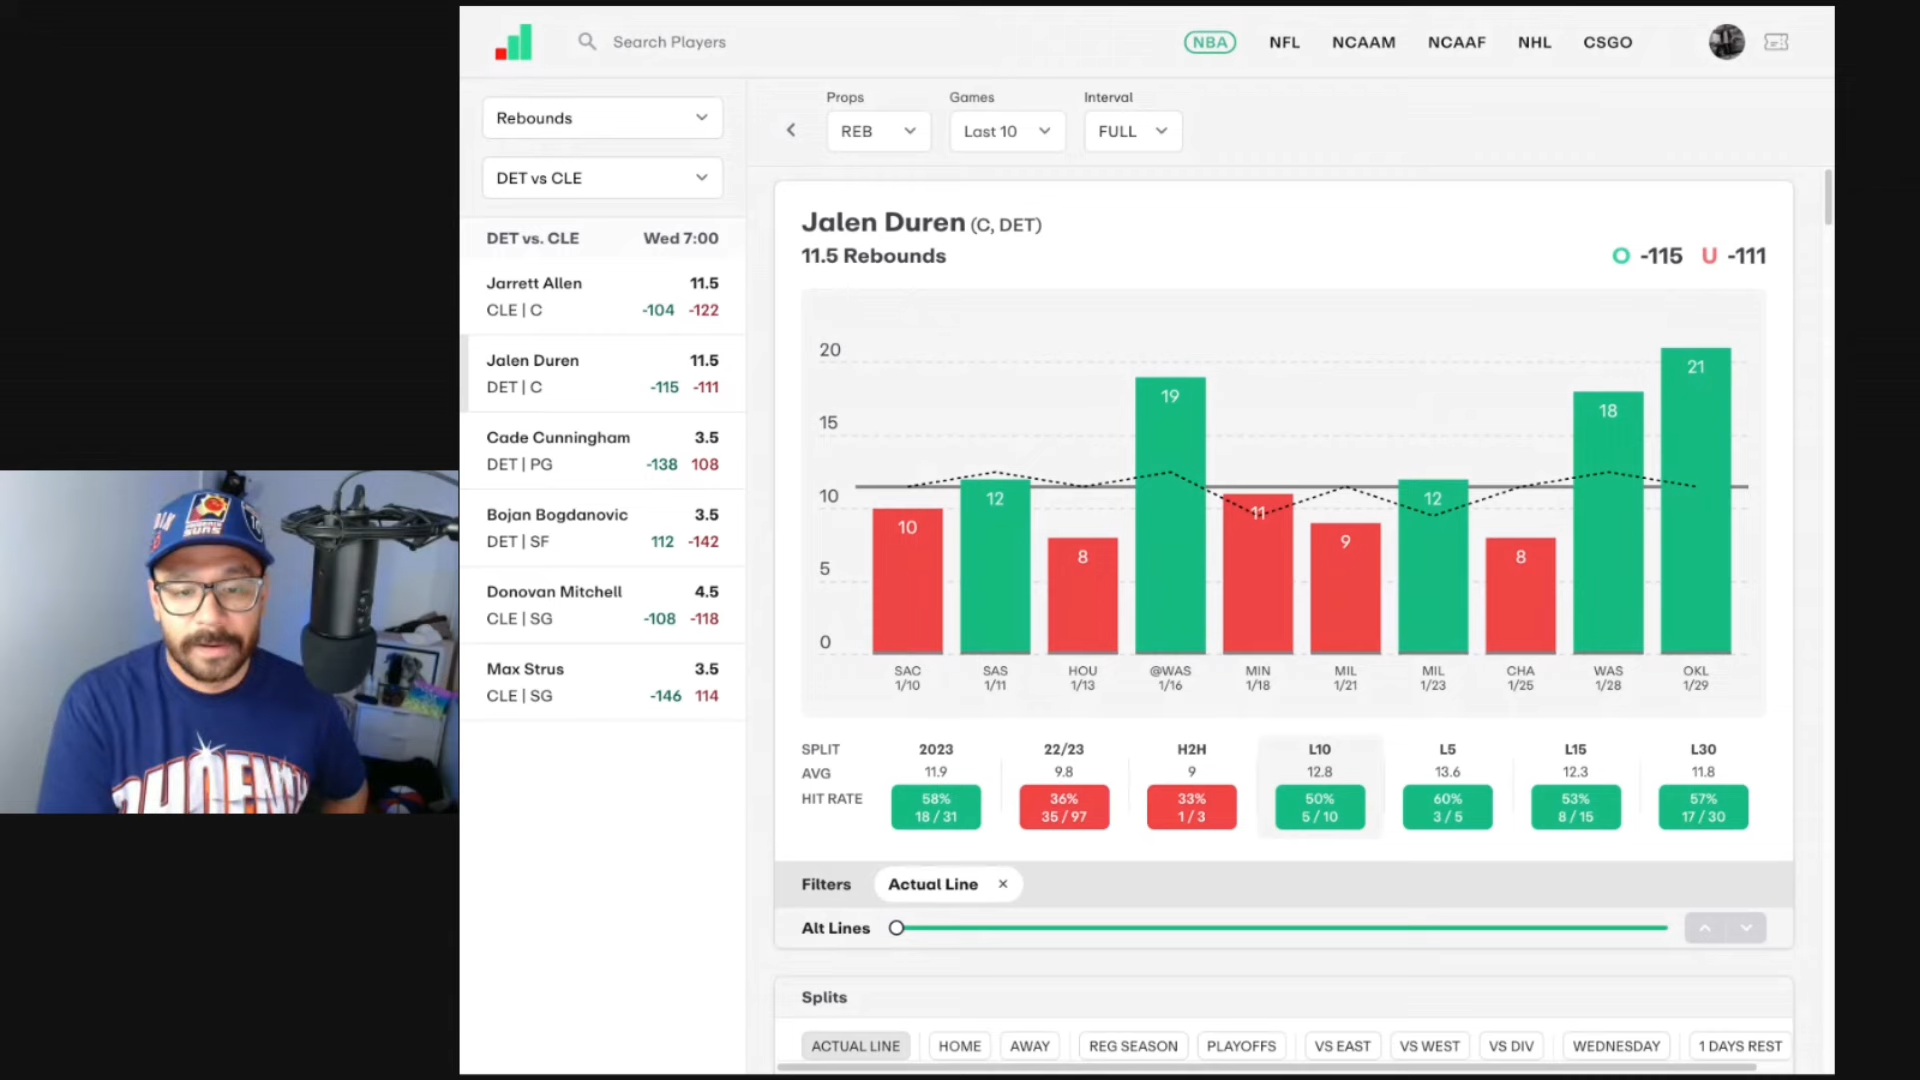 Search Players
NBA NFL NCAAM NCAAF NHL CSGO
Rebounds
DET vs CLE
DET vs. CLE Wed 7:00
Jarrett Allen 11.5
CLE | C -104 -122
Jalen Duren 11.5
DET | C -115 -111
Cade Cunningham 3.5
DET | PG -138 108
Bojan Bogdanovic 3.5
DET | SF 112 -142
Donovan Mitchell 4.5
CLE | SG -108 -118
Max Strus 3.5
CLE | SG -146 114
Props Games Interval
REB Last 10 FULL
Jalen Duren (C, DET)
11.5 Rebounds O -115 U -111
20
15
10
5
0
10 12 8 19 11 9 12 8 18 21
SAC SAS HOU @WAS MIN MIL MIL CHA WAS OKL
1/10 1/11 1/13 1/16 1/18 1/21 1/23 1/25 1/28 1/29
SPLIT 2023 22/23 H2H L10 L5 L15 L30
AVG 11.9 9.8 9 12.8 13.6 12.3 11.8
HIT RATE 58% 36% 33% 50% 60% 53% 57%
18 / 31 35 / 97 1 / 3 5 / 10 3 / 5 8 / 15 17 / 30
Filters Actual Line ×
Alt Lines
Splits
ACTUAL LINE HOME AWAY REG SEASON PLAYOFFS VS EAST VS WEST VS DIV WEDNESDAY 1 DAYS REST
SUNS